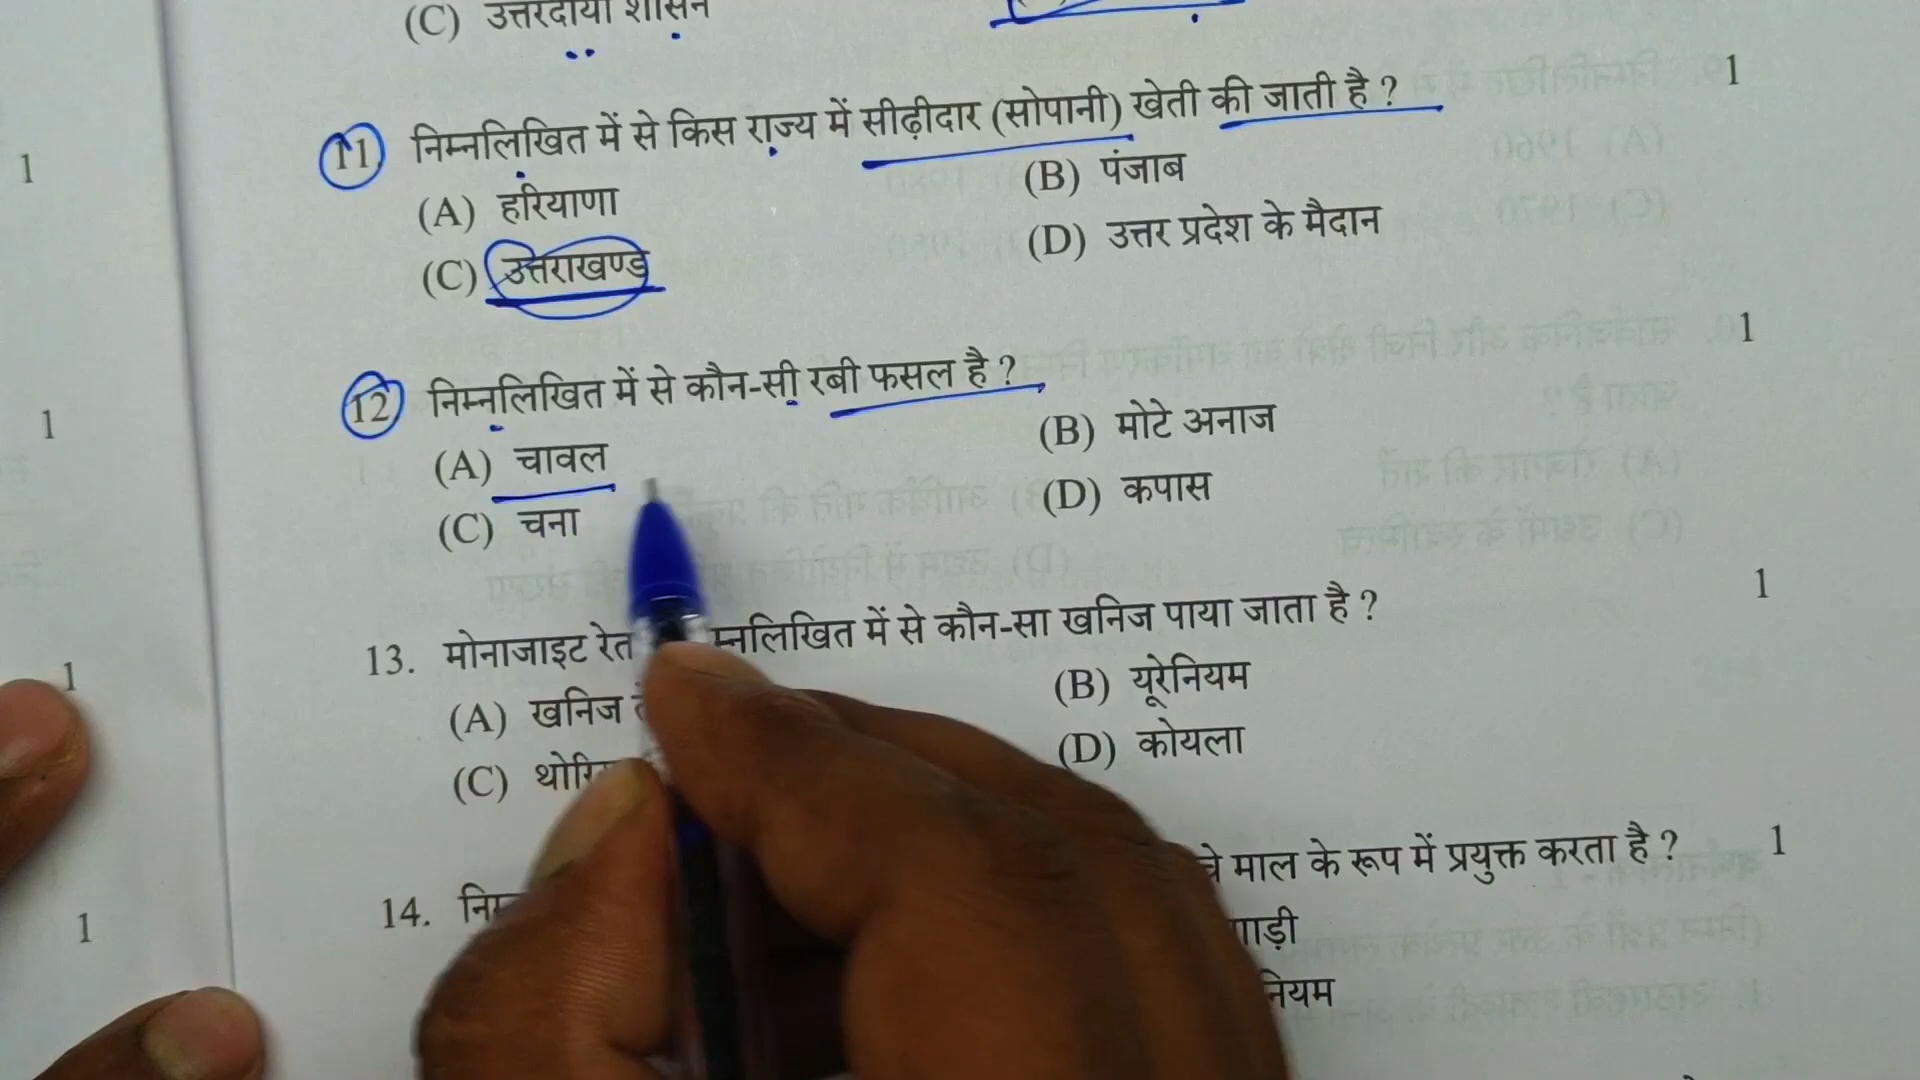 (C) उत्तरदायी शासन
1
11 निम्नलिखित में से किस राज्य में सीढ़ीदार (सोपानी) खेती की जाती है ? 1
(A) हरियाणा (B) पंजाब
(C) उत्तराखण्ड (D) उत्तर प्रदेश के मैदान
1
12 निम्नलिखित में से कौन-सी रबी फसल है ? 1
(A) चावल (B) मोटे अनाज
(C) चना (D) कपास
1
13. मोनाजाइट रेत म्नलिखित में से कौन-सा खनिज पाया जाता है ? 1
(A) खनिज (B) यूरेनियम
(C) (D) कोयला
1
14. माल के रूप में प्रयुक्त करता है ? 1
गाड़ी
नियम